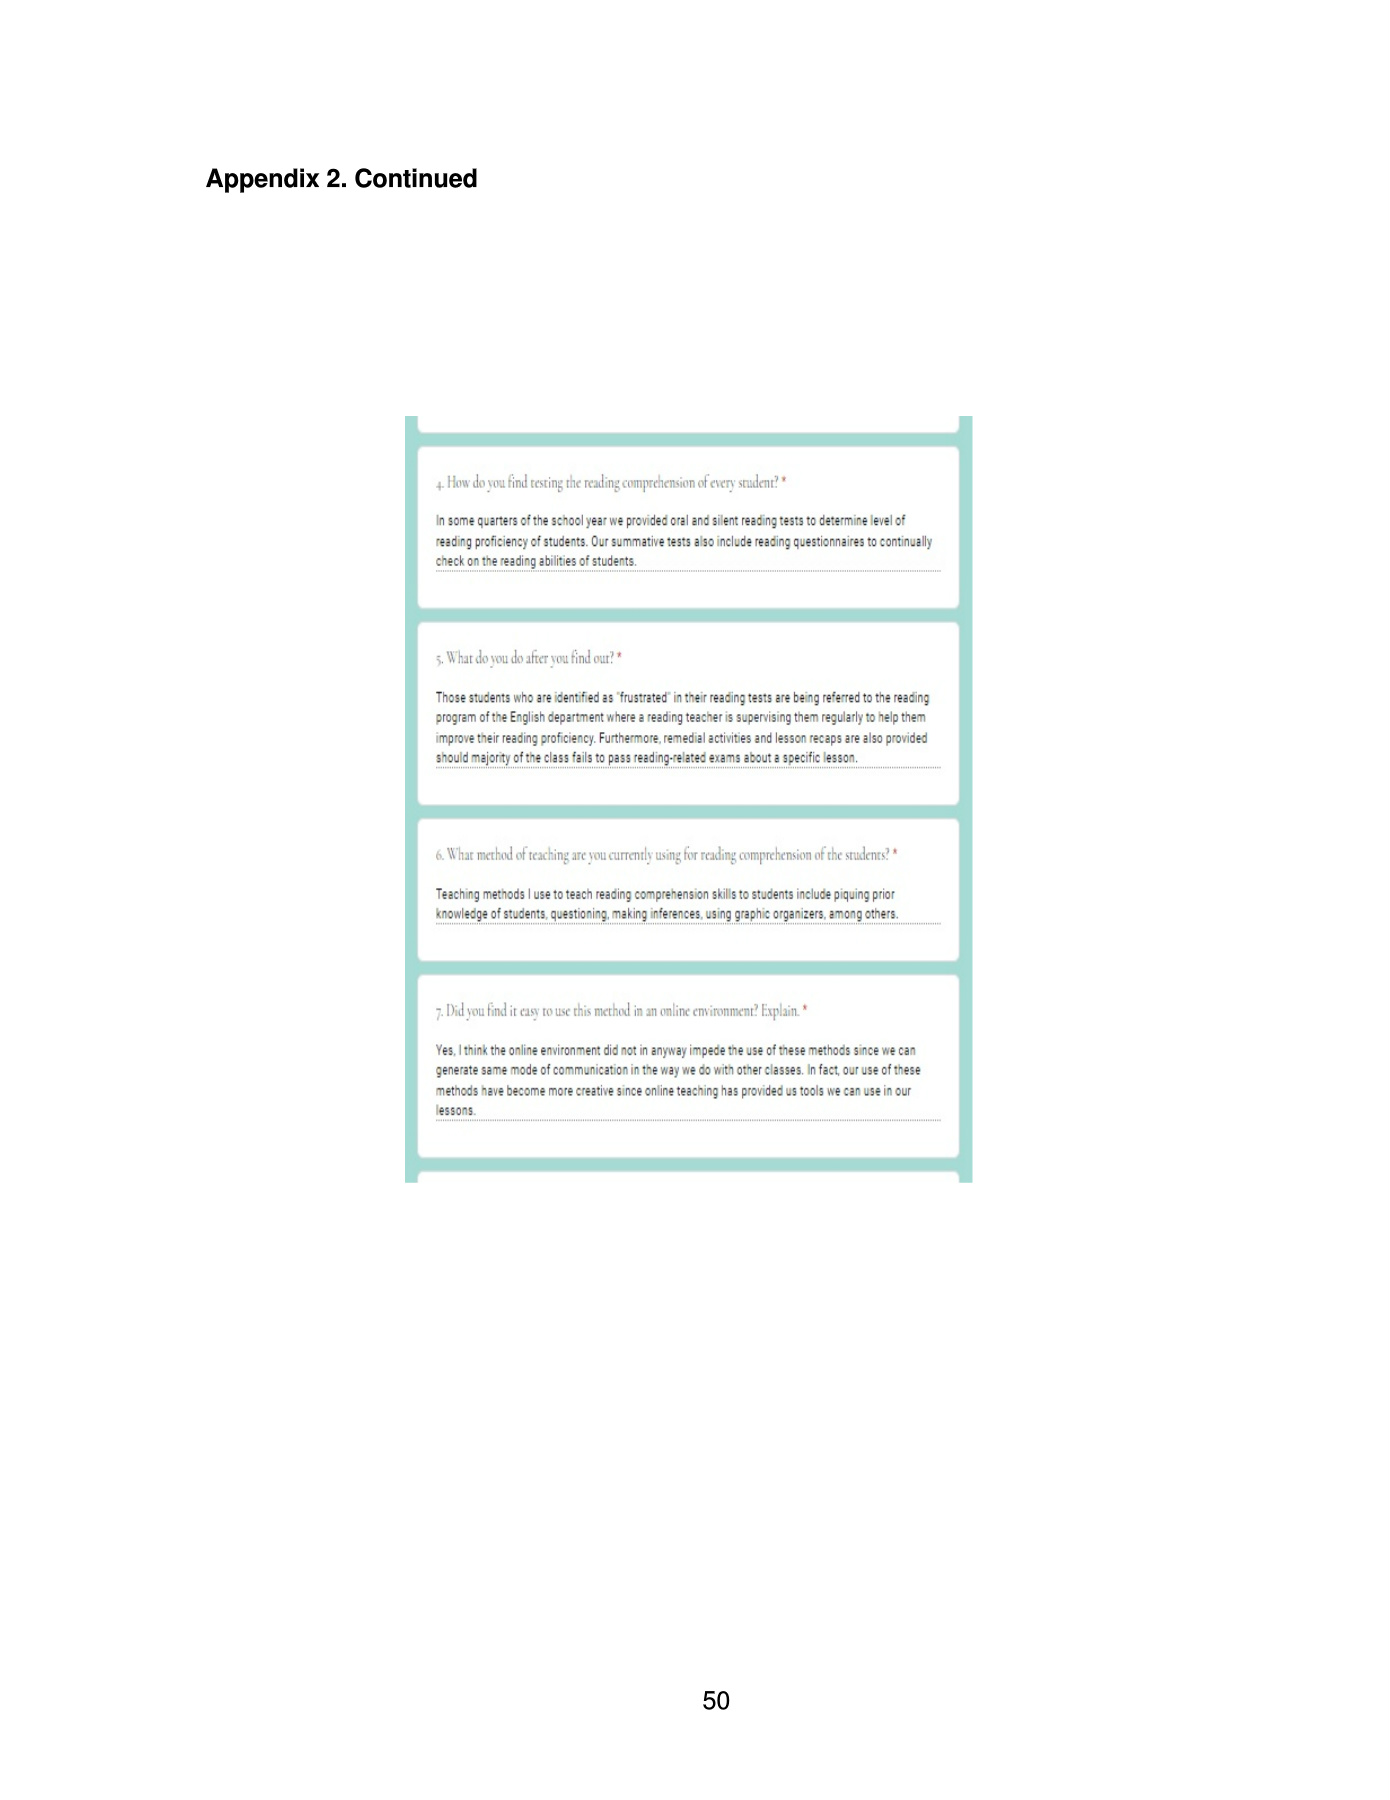 Appendix 2. Continued
4. How do you find testing the reading comprehension of every student? *
In some quarters of the school year we provided oral and silent reading tests to determine level of
reading proficiency of students. Our summative tests also include reading questionnaires to continually
check on the reading abilities of students.
5. What do you do after you find out? *
Those students who are identified as "frustrated" in their reading tests are being referred to the reading
program of the English department where a reading teacher is supervising them regularly to help them
improve their reading proficiency. Furthermore, remedial activities and lesson recaps are also provided
should majority of the class fails to pass reading-related exams about a specific lesson.
6. What method of teaching are you currently using for reading comprehension of the students? *
Teaching methods I use to teach reading comprehension skills to students include piquing prior
knowledge of students, questioning, making inferences, using graphic organizers, among others.
7. Did you find it easy to use this method in an online environment? Explain. *
Yes, I think the online environment did not in anyway impede the use of these methods since we can
generate same mode of communication in the way we do with other classes. In fact, our use of these
methods have become more creative since online teaching has provided us tools we can use in our
lessons.
50